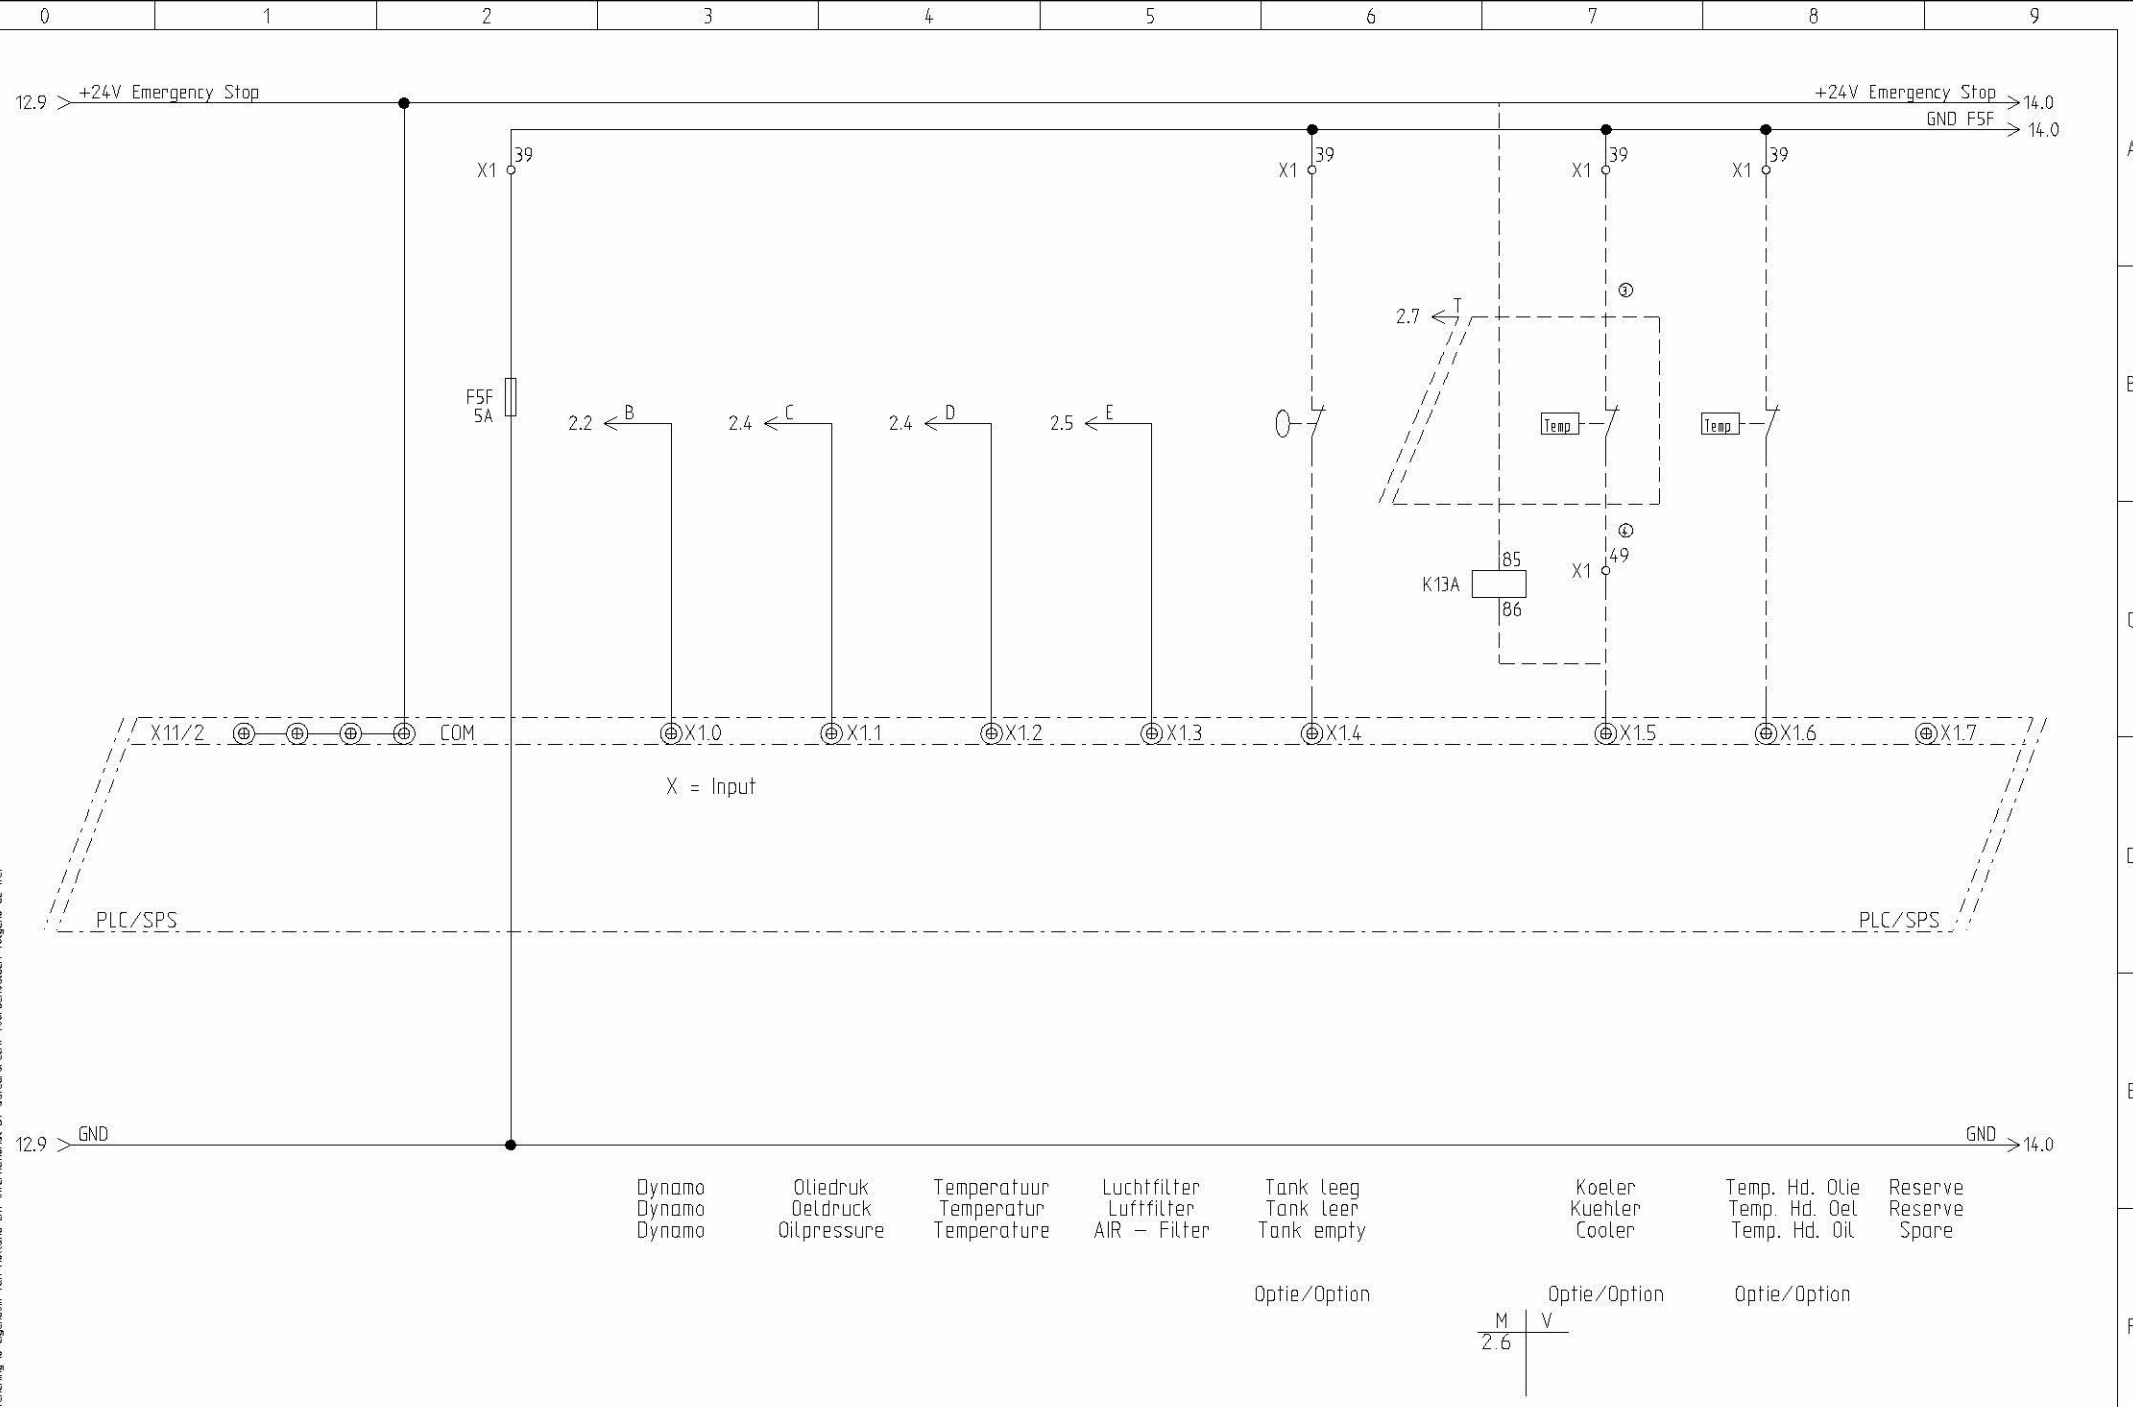 0 1 2 3 4 5 6 7 8 9
12.9 +24V Emergency Stop
+24V Emergency Stop 14.0
GND F5F 14.0
A
X1 39
X1 39
X1 39
X1 39
3
2.7 T
B
F5F
5A
2.2 B
2.4 C
2.4 D
2.5 E
Temp
Temp
4
K13A 85
86
X1 49
C
X11/2 COM X1.0 X1.1 X1.2 X1.3 X1.4 X1.5 X1.6 X1.7
X = Input
D
PLC/SPS
PLC/SPS
E
12.9 GND
GND 14.0
Dynamo
Dynamo
Dynamo
Oliedruk
Oeldruck
Oilpressure
Temperatuur
Temperatur
Temperature
Luchtfilter
Luftfilter
AIR - Filter
Tank leeg
Tank leer
Tank empty
Optie/Option
Koeler
Kuehler
Cooler
Optie/Option
Temp. Hd. Olie
Temp. Hd. Oel
Temp. Hd. Oil
Optie/Option
Reserve
Reserve
Spare
M V
2.6
F